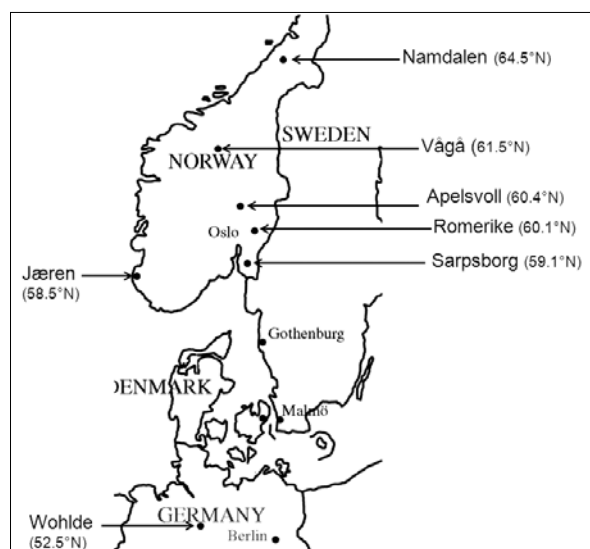 Namdalen (64.5°N)
SWEDEN
Vågå (61.5°N)
NORWAY
Apelsvoll (60.4°N)
Oslo
Romerike (60.1°N)
Sarpsborg (59.1°N)
Jæren
(58.5°N)
Gothenburg
DENMARK
Malmö
Wohlde
(52.5°N)
GERMANY
Berlin